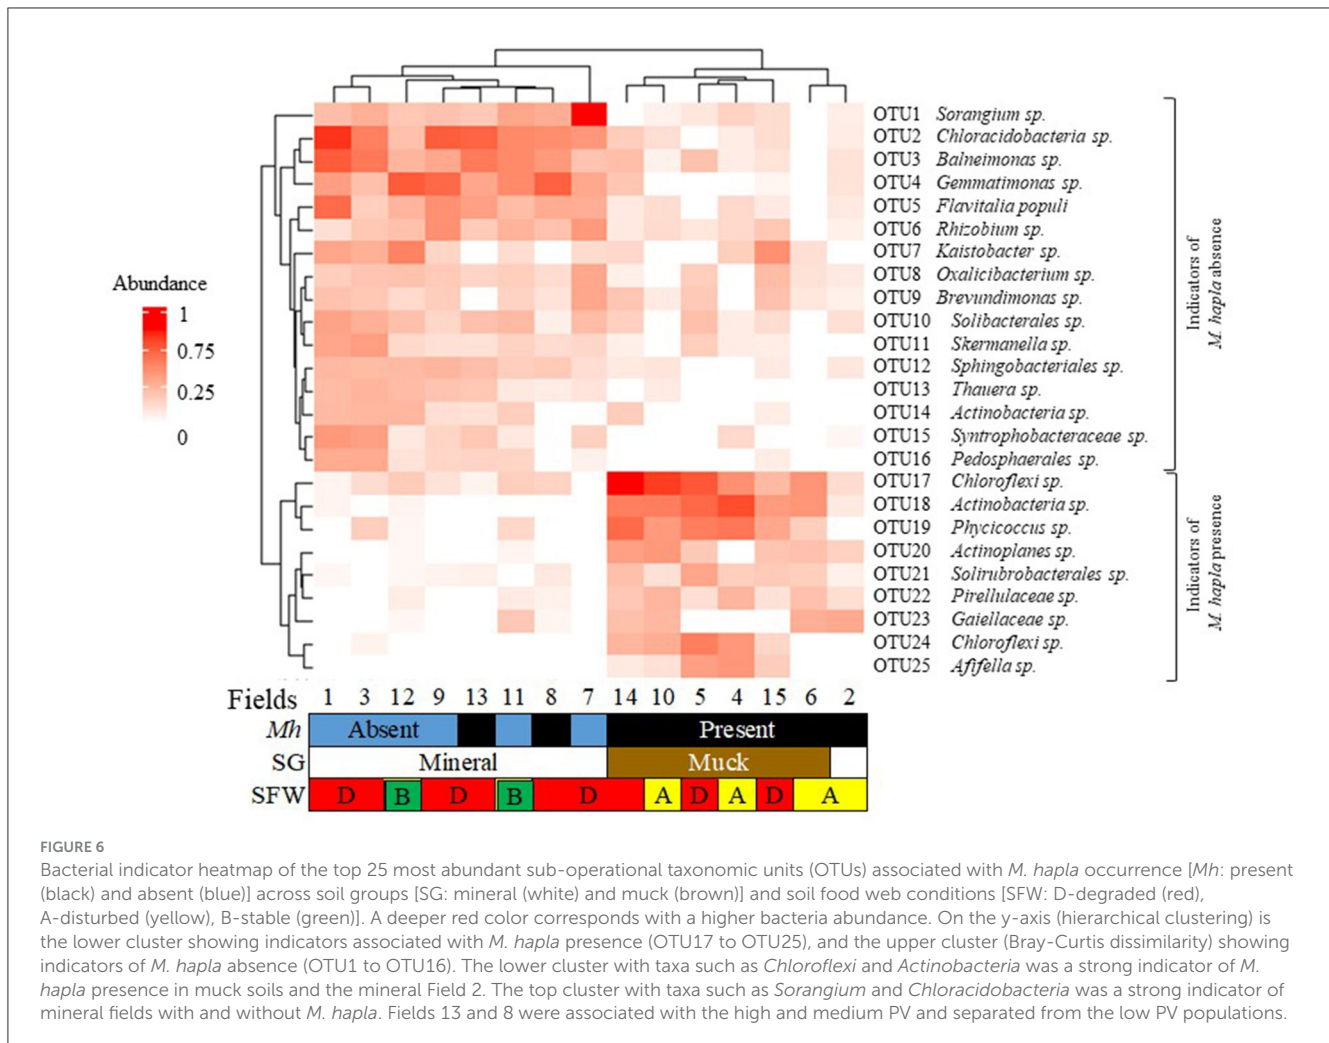 OTU1 Sorangium sp.
OTU2 Chloracidobacteria sp.
OTU3 Balneimonas sp.
OTU4 Gemmatimonas sp.
OTU5 Flavitalia populi
OTU6 Rhizobium sp.
OTU7 Kaistobacter sp.
OTU8 Oxalicibacterium sp.
OTU9 Brevundimonas sp.
OTU10 Solibacterales sp.
OTU11 Skermanella sp.
OTU12 Sphingobacteriales sp.
OTU13 Thauera sp.
OTU14 Actinobacteria sp.
OTU15 Syntrophobacteraceae sp.
OTU16 Pedosphaerales sp.
OTU17 Chloroflexi sp.
OTU18 Actinobacteria sp.
OTU19 Phycicoccus sp.
OTU20 Actinoplanes sp.
OTU21 Solirubrobacterales sp.
OTU22 Pirellulaceae sp.
OTU23 Gaiellaceae sp.
OTU24 Chloroflexi sp.
OTU25 Afifella sp.
Indicators of
M. hapla absence
Indicators of
M. hapla presence
Abundance
1
0.75
0.25
0
Fields 1 3 12 9 13 11 8 7 14 10 5 4 15 6 2
Mh Absent Present
SG Mineral Muck
SFW D B D B D A D A D A
FIGURE 6
Bacterial indicator heatmap of the top 25 most abundant sub-operational taxonomic units (OTUs) associated with M. hapla occurrence [Mh: present
(black) and absent (blue)] across soil groups [SG: mineral (white) and muck (brown)] and soil food web conditions [SFW: D-degraded (red),
A-disturbed (yellow), B-stable (green)]. A deeper red color corresponds with a higher bacteria abundance. On the y-axis (hierarchical clustering) is
the lower cluster showing indicators associated with M. hapla presence (OTU17 to OTU25), and the upper cluster (Bray-Curtis dissimilarity) showing
indicators of M. hapla absence (OTU1 to OTU16). The lower cluster with taxa such as Chloroflexi and Actinobacteria was a strong indicator of M.
hapla presence in muck soils and the mineral Field 2. The top cluster with taxa such as Sorangium and Chloracidobacteria was a strong indicator of
mineral fields with and without M. hapla. Fields 13 and 8 were associated with the high and medium PV and separated from the low PV populations.